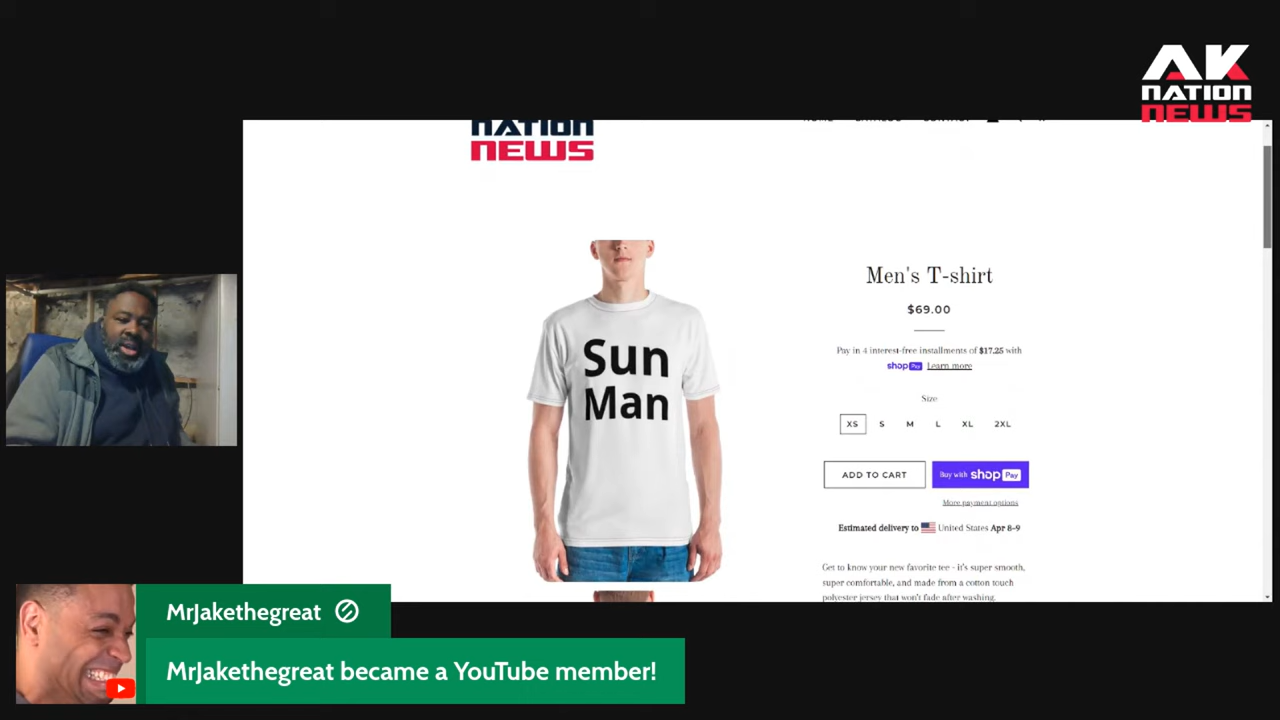 AK
NATION
NEWS
NATION
NEWS
HOME CATALOG CONTACT
Sun
Man
Men's T-shirt
$69.00
Pay in 4 interest-free installments of $17.25 with
shop Pay Learn more
Size
XS S M L XL 2XL
ADD TO CART
Buy with shop Pay
More payment options
Estimated delivery to United States Apr 8-9
Get to know your new favorite tee - it's super smooth,
super comfortable, and made from a cotton touch
polyester jersey that won't fade after washing.
MrJakethegreat
MrJakethegreat became a YouTube member!